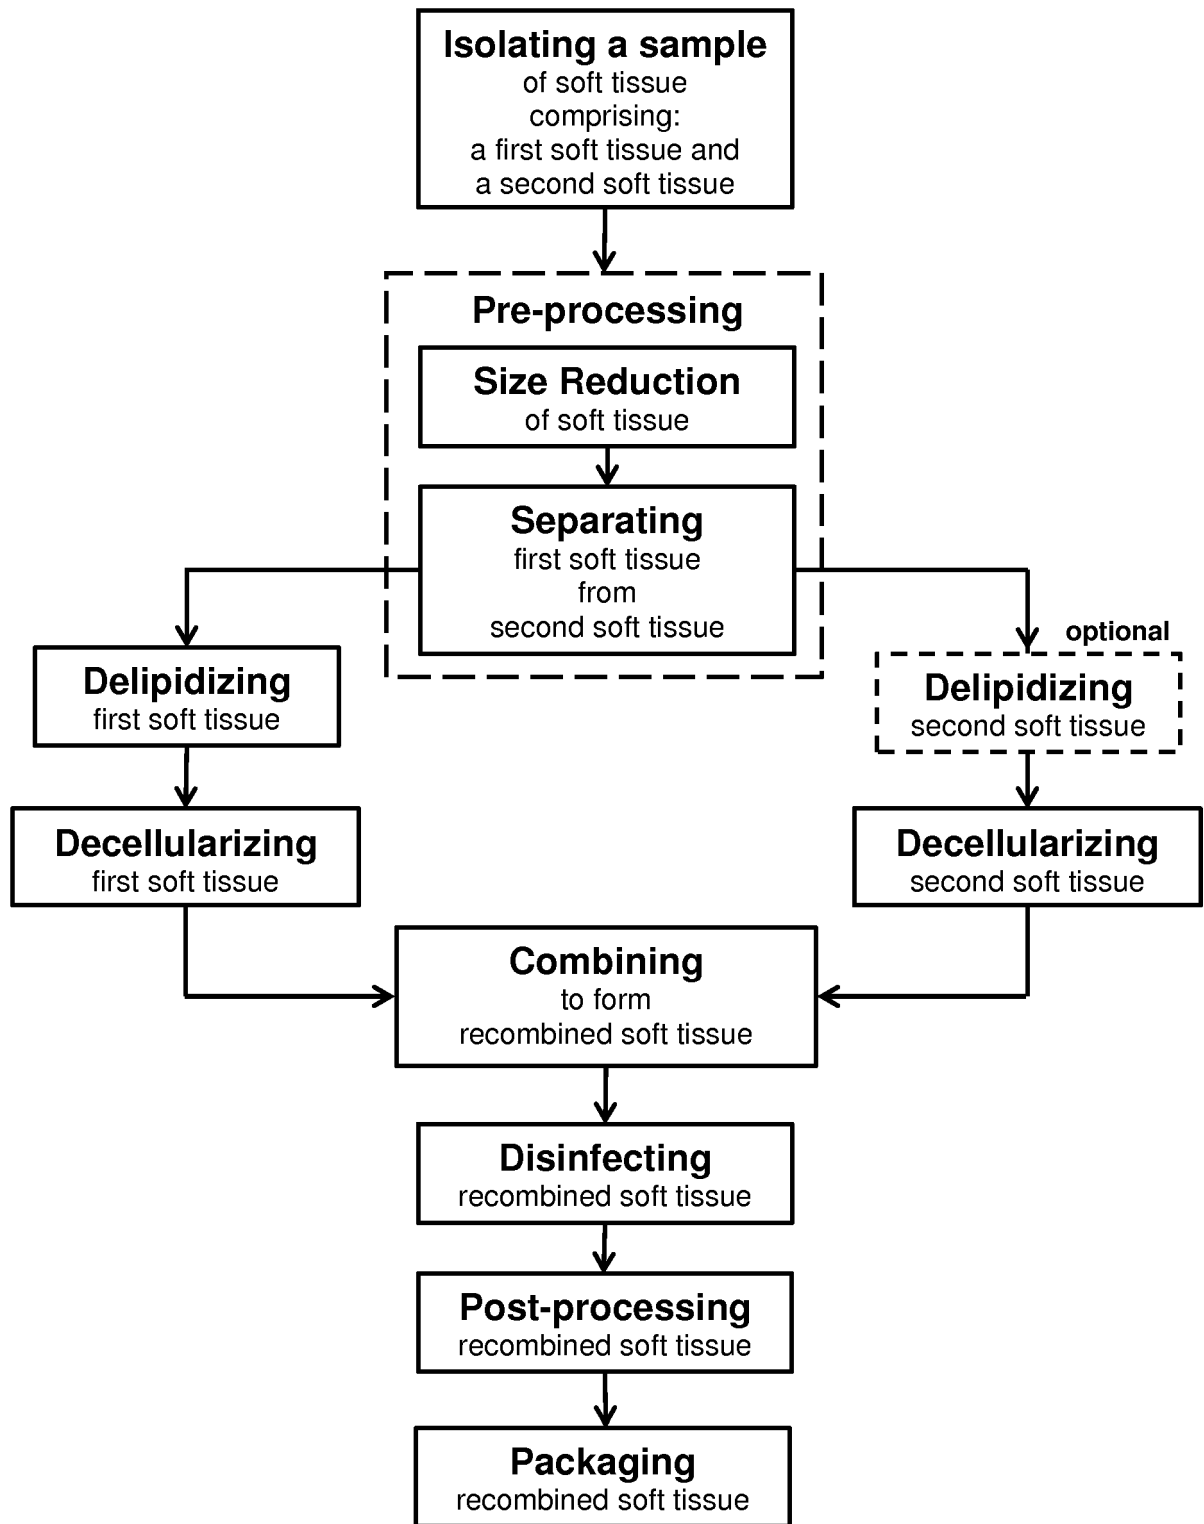 Isolating a sample
of soft tissue
comprising:
a first soft tissue and
a second soft tissue
Pre-processing
Size Reduction
of soft tissue
Separating
first soft tissue
from
second soft tissue
Delipidizing
first soft tissue
optional
Delipidizing
second soft tissue
Decellularizing
first soft tissue
Decellularizing
second soft tissue
Combining
to form
recombined soft tissue
Disinfecting
recombined soft tissue
Post-processing
recombined soft tissue
Packaging
recombined soft tissue